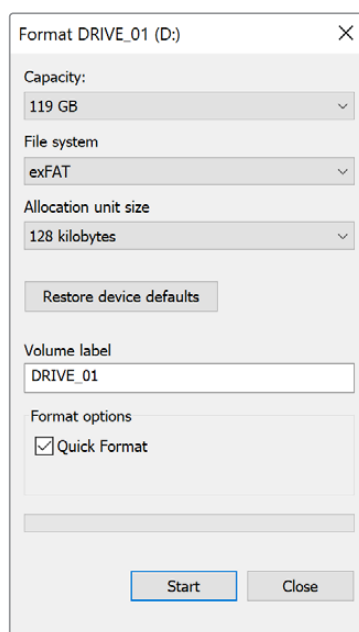 Format DRIVE_01 (D:)
Capacity:
119 GB
File system
exFAT
Allocation unit size
128 kilobytes
Restore device defaults
Volume label
DRIVE_01
Format options
Quick Format
Start Close